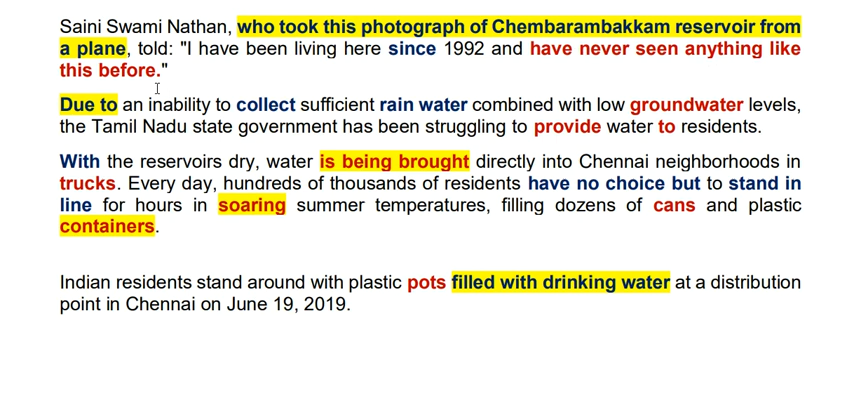 Saini Swami Nathan, who took this photograph of Chembarambakkam reservoir from
a plane, told: "I have been living here since 1992 and have never seen anything like
this before."
Due to an inability to collect sufficient rain water combined with low groundwater levels,
the Tamil Nadu state government has been struggling to provide water to residents.
With the reservoirs dry, water is being brought directly into Chennai neighborhoods in
trucks. Every day, hundreds of thousands of residents have no choice but to stand in
line for hours in soaring summer temperatures, filling dozens of cans and plastic
containers.
Indian residents stand around with plastic pots filled with drinking water at a distribution
point in Chennai on June 19, 2019.